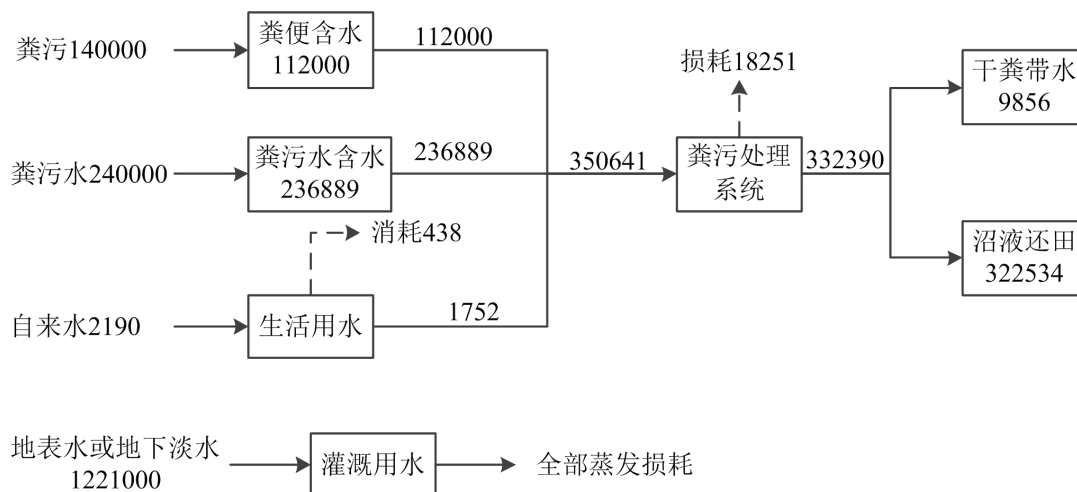 粪污140000
粪便含水
112000
112000
损耗18251
干粪带水
9856
粪污水240000
粪污水含水
236889
236889
350641
粪污处理
系统
332390
消耗438
沼液还田
322534
自来水2190
生活用水
1752
地表水或地下淡水
1221000
灌溉用水
全部蒸发损耗